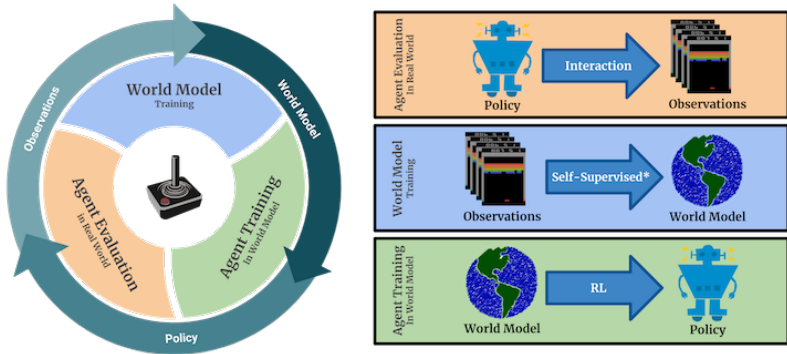 Observations
World Model
Policy
World Model
Training
Agent Evaluation
in Real World
Agent Training
In World Model
Agent Evaluation
In Real World
Policy
Interaction
Observations
World Model
Training
Observations
Self-Supervised*
World Model
Agent Training
In World Model
World Model
RL
Policy